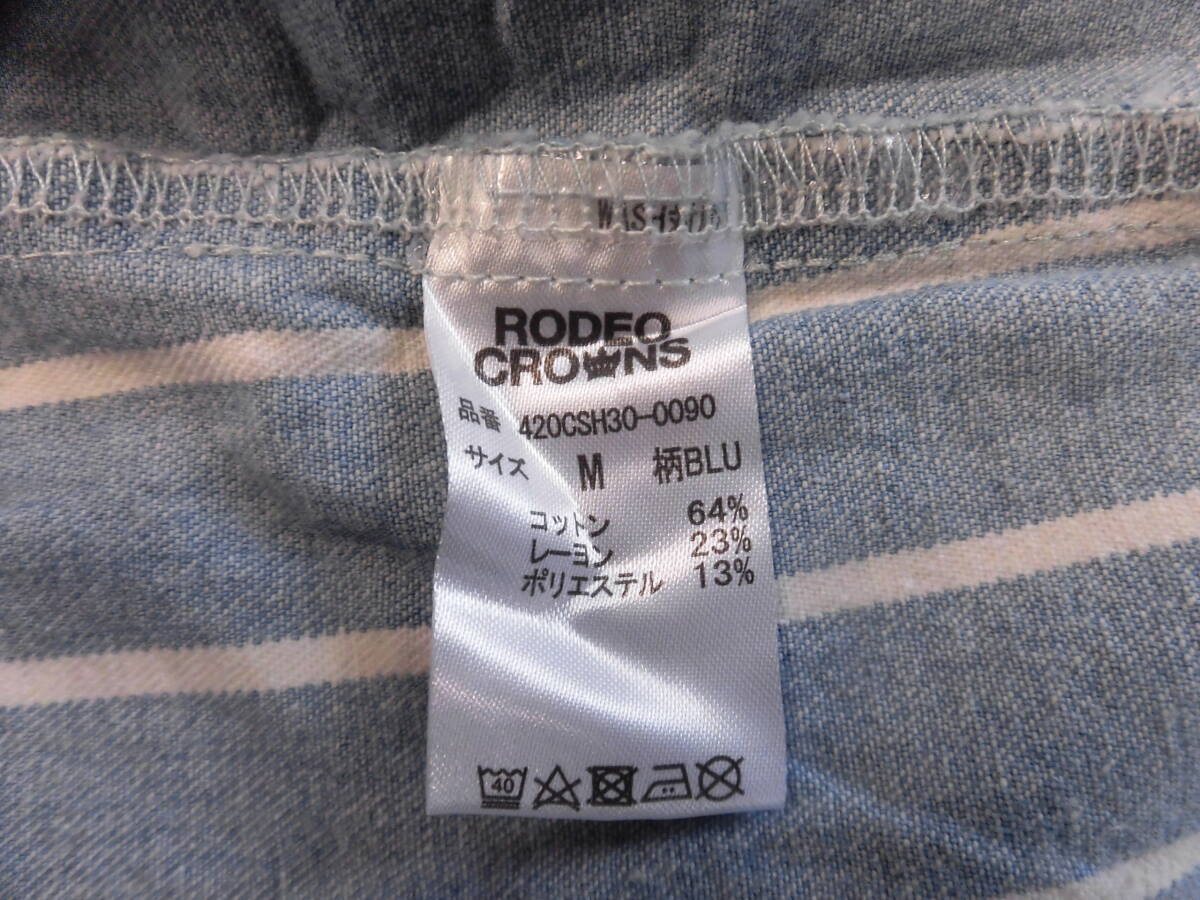 RODEO
CROWNS
品番 420CSH30-0090
サイズ M 柄BLU
コットン 64%
レーヨン 23%
ポリエステル 13%
40